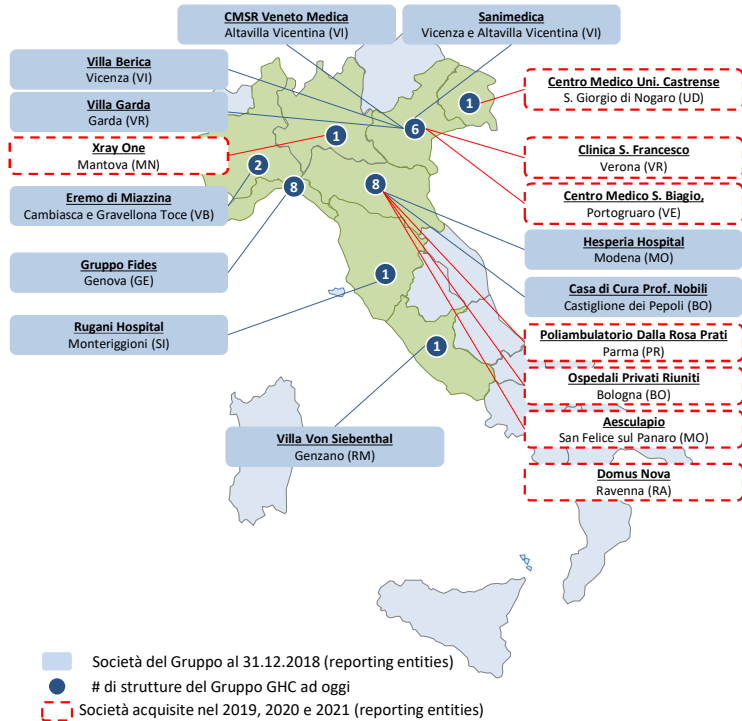 CMSR Veneto Medica
Altavilla Vicentina (VI)
Sanimedica
Vicenza e Altavilla Vicentina (VI)
Villa Berica
Vicenza (VI)
Villa Garda
Garda (VR)
Xray One
Mantova (MN)
Eremo di Miazzina
Cambiasca e Gravellona Toce (VB)
Gruppo Fides
Genova (GE)
Rugani Hospital
Monteriggioni (SI)
Villa Von Siebenthal
Genzano (RM)
1
6
1
2
8
8
1
1
Centro Medico Uni. Castrense
S. Giorgio di Nogaro (UD)
Clinica S. Francesco
Verona (VR)
Centro Medico S. Biagio,
Portogruaro (VE)
Hesperia Hospital
Modena (MO)
Casa di Cura Prof. Nobili
Castiglione dei Pepoli (BO)
Poliambulatorio Dalla Rosa Prati
Parma (PR)
Ospedali Privati Riuniti
Bologna (BO)
Aesculapio
San Felice sul Panaro (MO)
Domus Nova
Ravenna (RA)
Società del Gruppo al 31.12.2018 (reporting entities)
# di strutture del Gruppo GHC ad oggi
Società acquisite nel 2019, 2020 e 2021 (reporting entities)